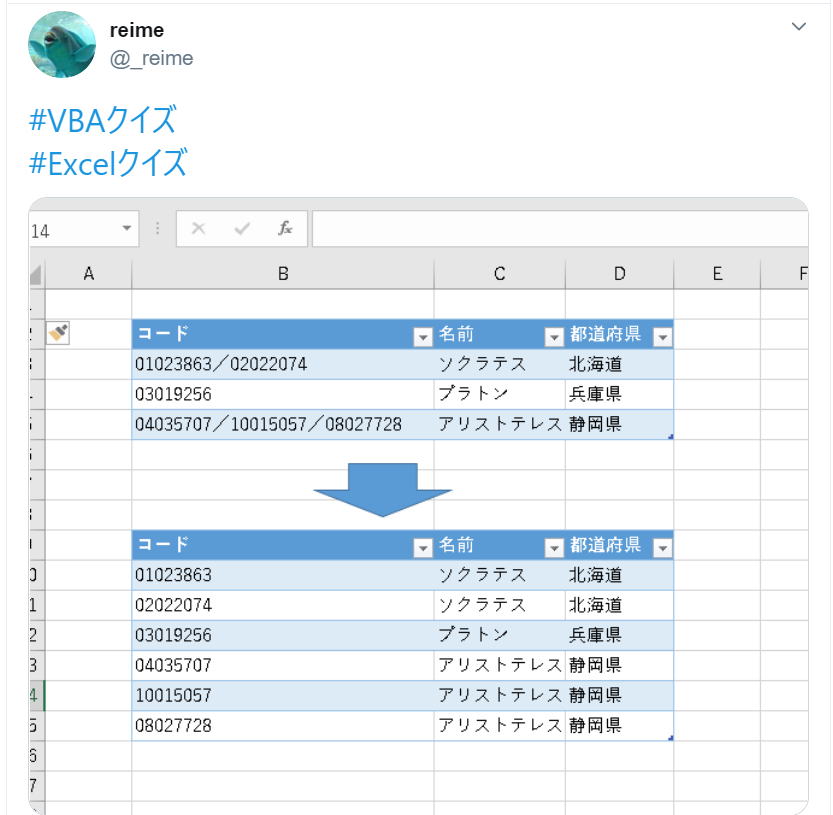 reime
@_reime
#VBAクイズ
#Excelクイズ
14
fx
A B C D E F
コード 名前 都道府県
01023863／02022074 ソクラテス 北海道
03019256 プラトン 兵庫県
04035707／10015057／08027728 アリストテレス 静岡県
コード 名前 都道府県
01023863 ソクラテス 北海道
02022074 ソクラテス 北海道
03019256 プラトン 兵庫県
04035707 アリストテレス 静岡県
10015057 アリストテレス 静岡県
08027728 アリストテレス 静岡県